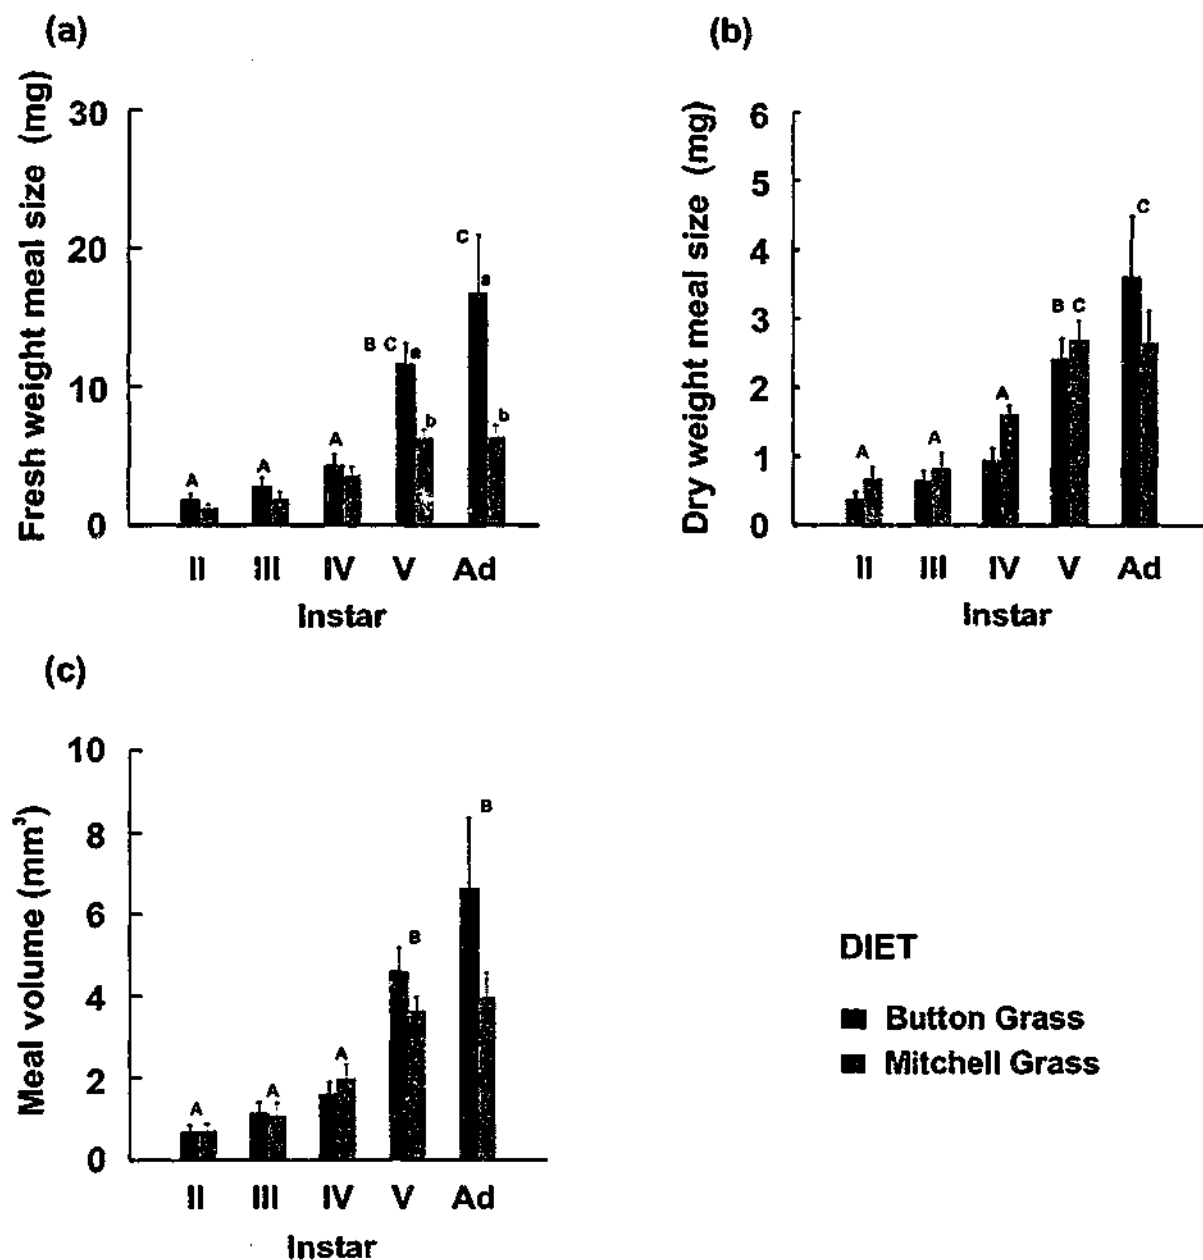 (a)
Fresh weight meal size (mg)
30
20
10
0
A
A
A
B C a
b
C
a
b
II III IV V Ad
Instar
(b)
Dry weight meal size (mg)
6
5
4
3
2
1
0
A
A
A
B C
C
II III IV V Ad
Instar
(c)
Meal volume (mm³)
10
8
6
4
2
0
A
A
A
B
B
II III IV V Ad
Instar
DIET
Button Grass
Mitchell Grass